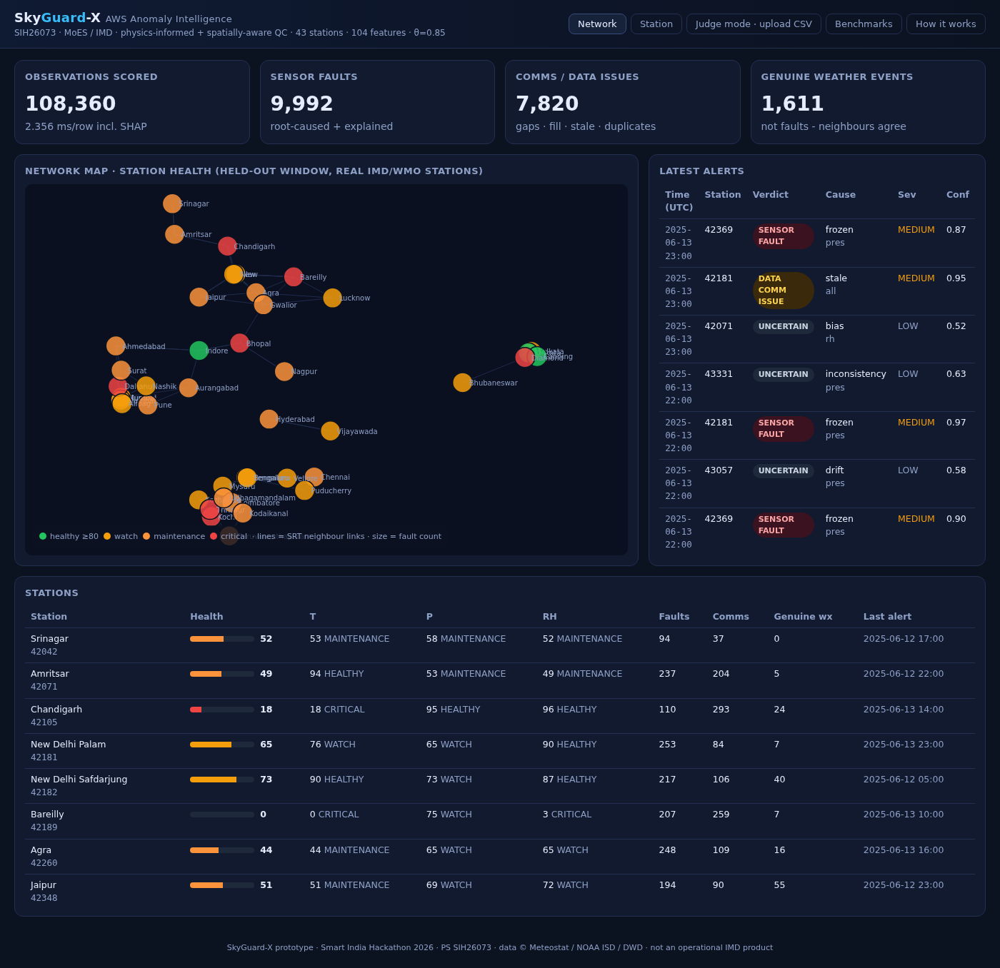 SkyGuard-X AWS Anomaly Intelligence
SIH26073 · MoES / IMD · physics-informed + spatially-aware QC · 43 stations · 104 features · θ=0.85
Network
Station
Judge mode · upload CSV
Benchmarks
How it works
OBSERVATIONS SCORED
108,360
2.356 ms/row incl. SHAP
SENSOR FAULTS
9,992
root-caused + explained
COMMS / DATA ISSUES
7,820
gaps · fill · stale · duplicates
GENUINE WEATHER EVENTS
1,611
not faults - neighbours agree
NETWORK MAP · STATION HEALTH (HELD-OUT WINDOW, REAL IMD/WMO STATIONS)
Srinagar
Amritsar
Chandigarh
Bareilly
Agra
Jaipur
Lucknow
Gwalior
Bhopal
Ahmedabad
Indore
Nagpur
Surat
Nashik
Aurangabad
Pune
Bhubaneswar
Diamond
Canning
Hyderabad
Vijayawada
Chennai
Puducherry
Mysuru
Coimbatore
Kodaikanal
healthy ≥80 watch maintenance critical · lines = SRT neighbour links · size = fault count
LATEST ALERTS
Time (UTC) Station Verdict Cause Sev Conf
2025-06-13 23:00 42369 SENSOR FAULT frozen pres MEDIUM 0.87
2025-06-13 23:00 42181 DATA COMM ISSUE stale all MEDIUM 0.95
2025-06-13 23:00 42071 UNCERTAIN bias rh LOW 0.52
2025-06-13 22:00 43331 UNCERTAIN inconsistency pres LOW 0.63
2025-06-13 22:00 42181 SENSOR FAULT frozen pres MEDIUM 0.97
2025-06-13 22:00 43057 UNCERTAIN drift pres LOW 0.58
2025-06-13 22:00 42369 SENSOR FAULT frozen pres MEDIUM 0.90
STATIONS
Station Health T P RH Faults Comms Genuine wx Last alert
Srinagar 52 53 MAINTENANCE 58 MAINTENANCE 52 MAINTENANCE 94 37 0 2025-06-12 17:00
42042
Amritsar 49 94 HEALTHY 53 MAINTENANCE 49 MAINTENANCE 237 204 5 2025-06-12 22:00
42071
Chandigarh 18 18 CRITICAL 95 HEALTHY 96 HEALTHY 110 293 24 2025-06-13 14:00
42105
New Delhi Palam 65 76 WATCH 65 WATCH 90 HEALTHY 253 84 7 2025-06-13 23:00
42181
New Delhi Safdarjung 73 90 HEALTHY 73 WATCH 87 HEALTHY 217 106 40 2025-06-12 05:00
42182
Bareilly 0 0 CRITICAL 75 WATCH 3 CRITICAL 207 259 7 2025-06-13 10:00
42189
Agra 44 44 MAINTENANCE 65 WATCH 65 WATCH 248 109 16 2025-06-13 16:00
42260
Jaipur 51 51 MAINTENANCE 69 WATCH 72 WATCH 194 90 55 2025-06-12 23:00
42348
SkyGuard-X prototype · Smart India Hackathon 2026 · PS SIH26073 · data © Meteostat / NOAA ISD / DWD · not an operational IMD product